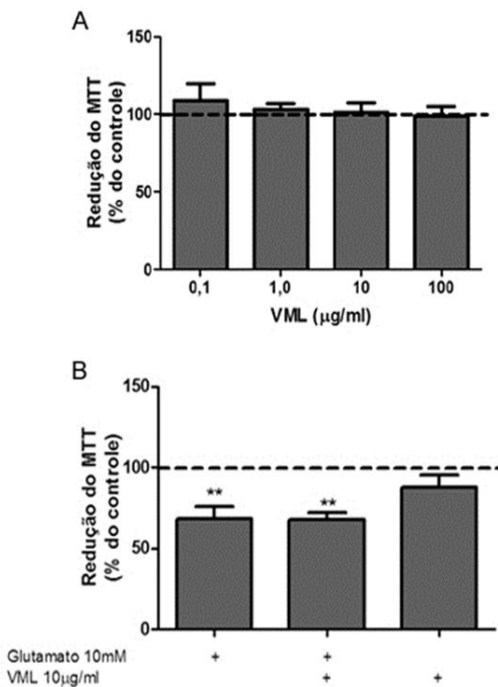 A
Redução do MTT
(% do controle)
150
100
50
0
0,1 1,0 10 100
VML (µg/ml)
B
Redução do MTT
(% do controle)
150
100
50
0
** **
Glutamato 10mM + +
VML 10µg/ml + +